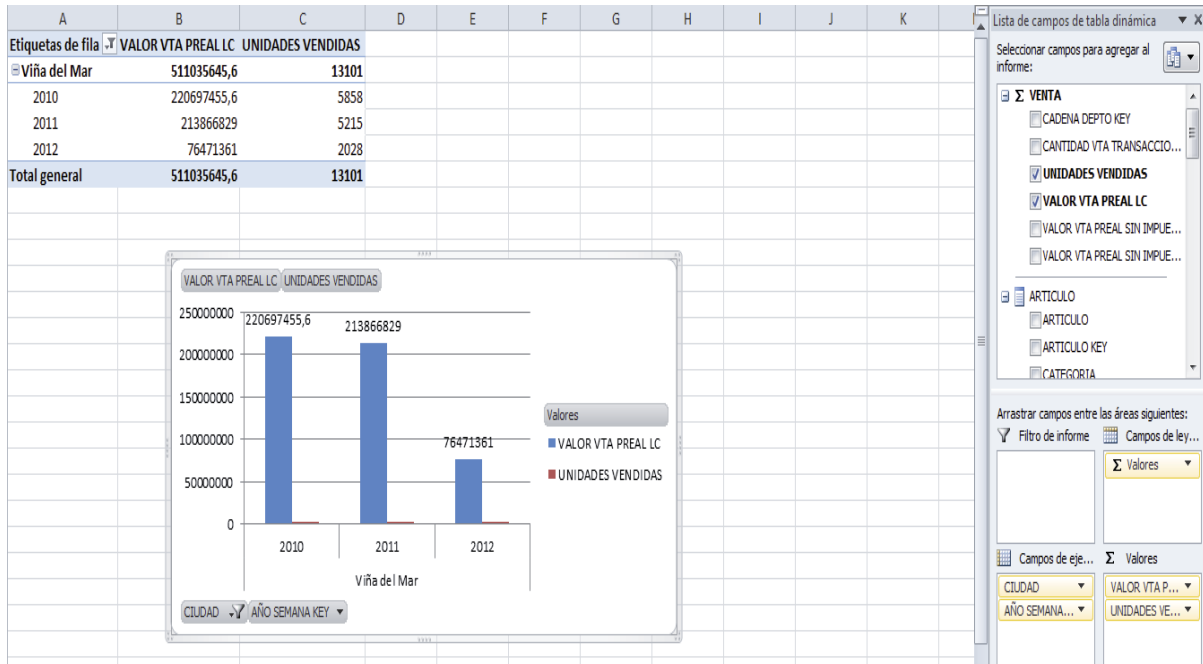 A B C D E F G H I J K
Etiquetas de fila VALOR VTA PREAL LC UNIDADES VENDIDAS
Viña del Mar 511035645,6 13101
2010 220697455,6 5858
2011 213866829 5215
2012 76471361 2028
Total general 511035645,6 13101
VALOR VTA PREAL LC UNIDADES VENDIDAS
250000000
200000000
150000000
100000000
50000000
0
220697455,6
213866829
76471361
2010 2011 2012
Viña del Mar
Valores
VALOR VTA PREAL LC
UNIDADES VENDIDAS
CIUDAD AÑO SEMANA KEY
Lista de campos de tabla dinámica
Seleccionar campos para agregar al
informe:
Σ VENTA
CADENA DEPTO KEY
CANTIDAD VTA TRANSACCIO...
UNIDADES VENDIDAS
VALOR VTA PREAL LC
VALOR VTA PREAL SIN IMPUE...
VALOR VTA PREAL SIN IMPUE...
ARTICULO
ARTICULO
ARTICULO KEY
CATEGORIA
Arrastrar campos entre las áreas siguientes:
Filtro de informe Campos de ley...
Σ Valores
Campos de eje... Σ Valores
CIUDAD VALOR VTA P...
AÑO SEMANA... UNIDADES VE...